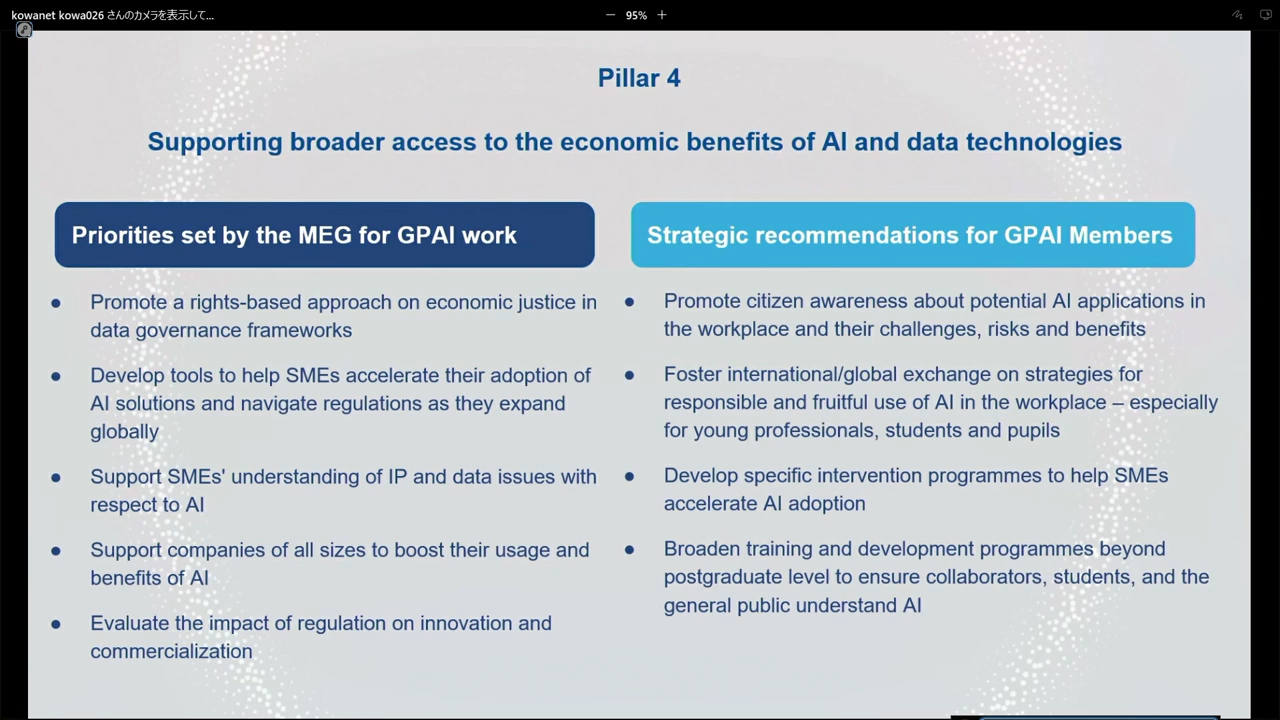 kowanet kowa026 さんのカメラを表示して...
95%
Pillar 4
Supporting broader access to the economic benefits of AI and data technologies
Priorities set by the MEG for GPAI work
● Promote a rights-based approach on economic justice in
data governance frameworks
● Develop tools to help SMEs accelerate their adoption of
AI solutions and navigate regulations as they expand
globally
● Support SMEs' understanding of IP and data issues with
respect to AI
● Support companies of all sizes to boost their usage and
benefits of AI
● Evaluate the impact of regulation on innovation and
commercialization
Strategic recommendations for GPAI Members
● Promote citizen awareness about potential AI applications in
the workplace and their challenges, risks and benefits
● Foster international/global exchange on strategies for
responsible and fruitful use of AI in the workplace – especially
for young professionals, students and pupils
● Develop specific intervention programmes to help SMEs
accelerate AI adoption
● Broaden training and development programmes beyond
postgraduate level to ensure collaborators, students, and the
general public understand AI